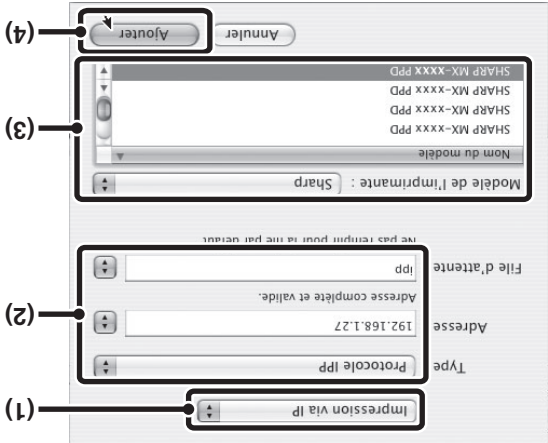 Impression via IP
(1)
Type Protocole IPP
Adresse 192.168.1.27
Adresse complète et valide.
(2)
File d'attente ipp
Ne pas remplir pour la file par défaut
Modèle de l'imprimante : Sharp
Nom du modèle
SHARP MX-xxxx PPD
SHARP MX-xxxx PPD
SHARP MX-xxxx PPD
SHARP MX-xxxx PPD
(3)
Annuler Ajouter
(4)